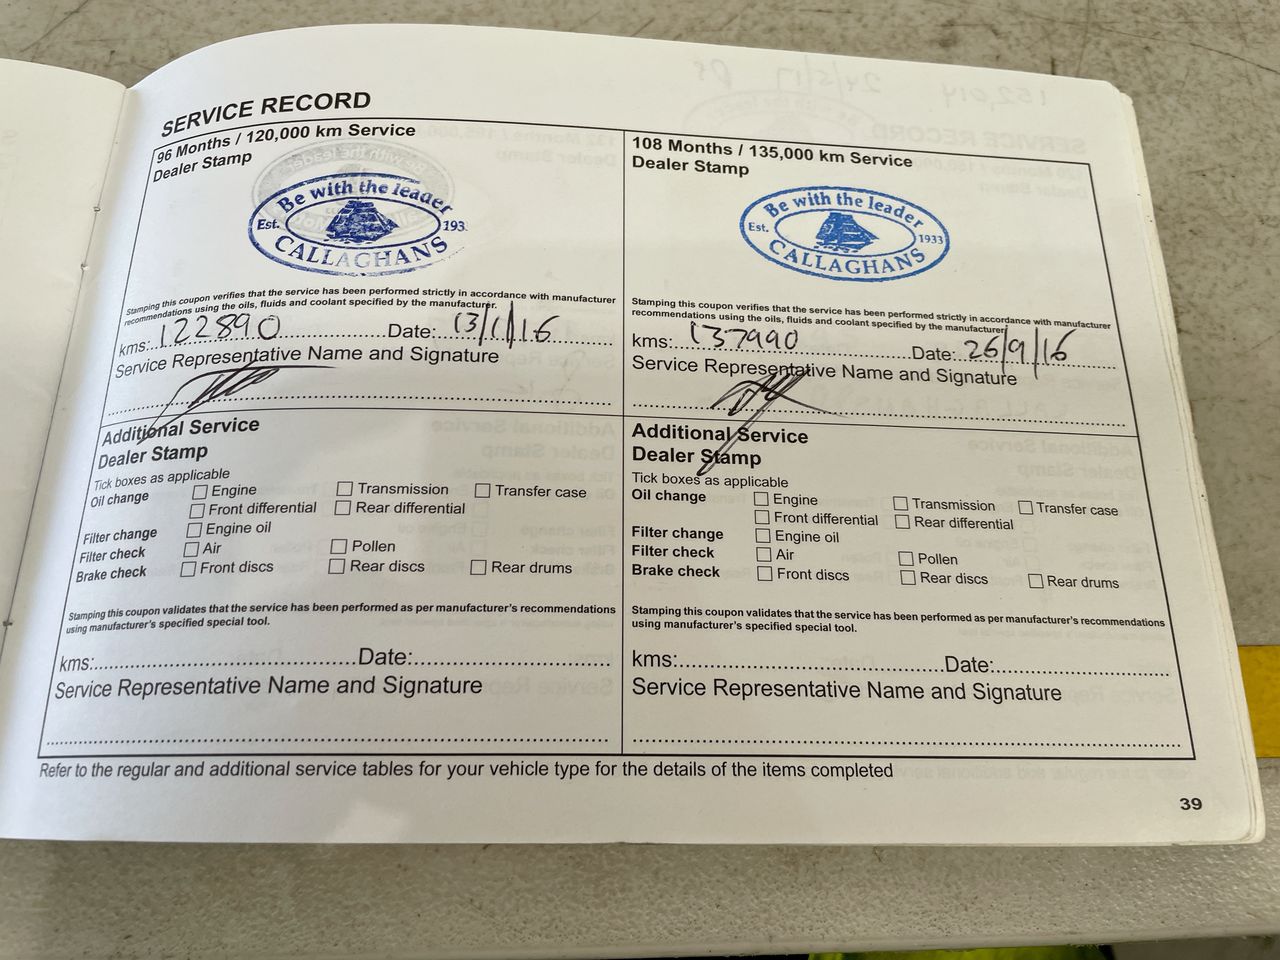 SERVICE RECORD
96 Months / 120,000 km Service
Dealer Stamp
Be with the leader
Est. 193
CALLAGHANS
Stamping this coupon verifies that the service has been performed strictly in accordance with manufacturer
recommendations using the oils, fluids and coolant specified by the manufacturer.
kms: 122890 Date: 13/1/16
Service Representative Name and Signature
Additional Service
Dealer Stamp
Tick boxes as applicable
Oil change Engine Transmission Transfer case
Front differential Rear differential
Filter change Engine oil
Filter check Air Pollen
Brake check Front discs Rear discs Rear drums
Stamping this coupon validates that the service has been performed as per manufacturer's recommendations
using manufacturer's specified special tool.
kms: Date:
Service Representative Name and Signature
108 Months / 135,000 km Service
Dealer Stamp
Be with the leader
Est. 1933
CALLAGHANS
Stamping this coupon verifies that the service has been performed strictly in accordance with manufacturer
recommendations using the oils, fluids and coolant specified by the manufacturer
kms: 137990 Date: 26/9/16
Service Representative Name and Signature
Additional Service
Dealer Stamp
Tick boxes as applicable
Oil change Engine Transmission Transfer case
Front differential Rear differential
Filter change Engine oil
Filter check Air Pollen
Brake check Front discs Rear discs Rear drums
Stamping this coupon validates that the service has been performed as per manufacturer's recommendations
using manufacturer's specified special tool.
kms: Date:
Service Representative Name and Signature
Refer to the regular and additional service tables for your vehicle type for the details of the items completed
39